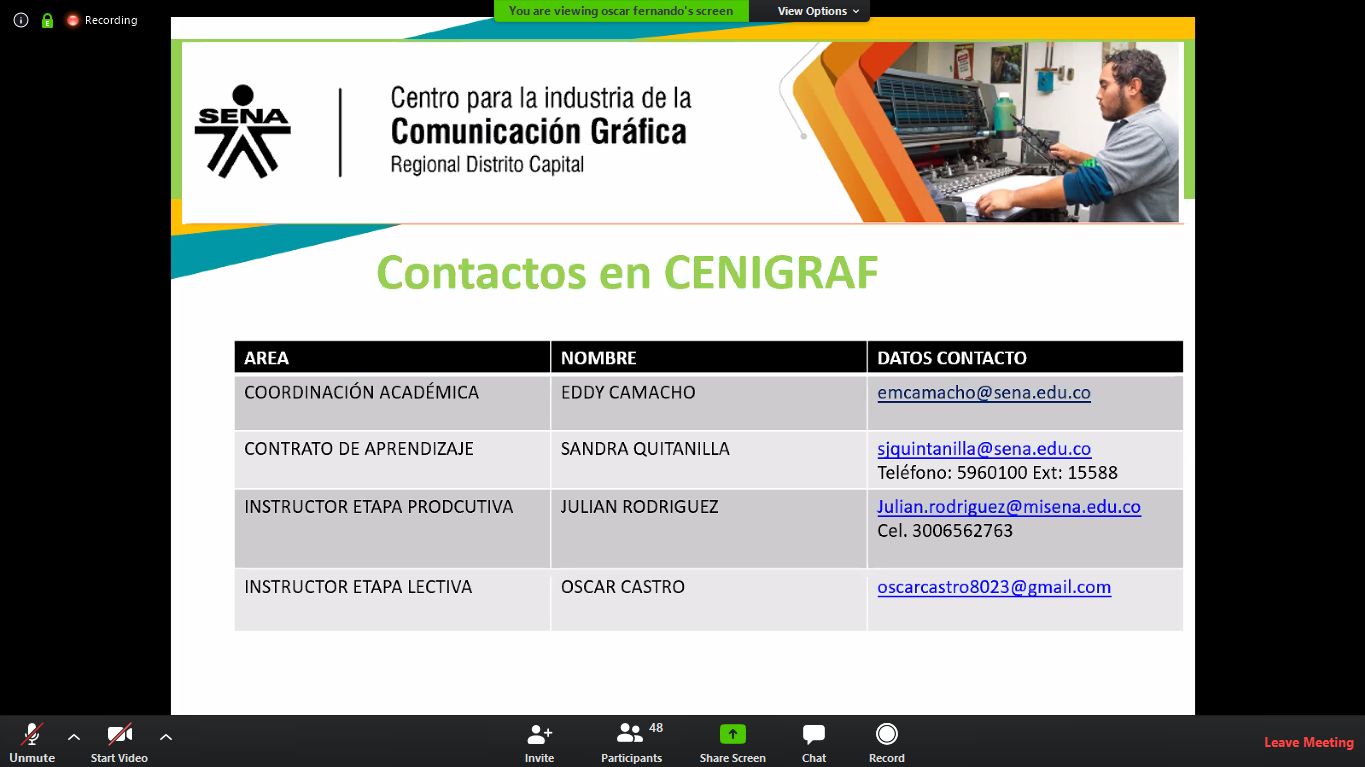 Recording
You are viewing oscar fernando's screen
View Options
SENA
Centro para la industria de la
Comunicación Gráfica
Regional Distrito Capital
Contactos en CENIGRAF
AREA NOMBRE DATOS CONTACTO
COORDINACIÓN ACADÉMICA EDDY CAMACHO emcamacho@sena.edu.co
CONTRATO DE APRENDIZAJE SANDRA QUITANILLA sjquintanilla@sena.edu.co
Teléfono: 5960100 Ext: 15588
INSTRUCTOR ETAPA PRODCUTIVA JULIAN RODRIGUEZ Julian.rodriguez@misena.edu.co
Cel. 3006562763
INSTRUCTOR ETAPA LECTIVA OSCAR CASTRO oscarcastro8023@gmail.com
48
Unmute Start Video Invite Participants Share Screen Chat Record Leave Meeting